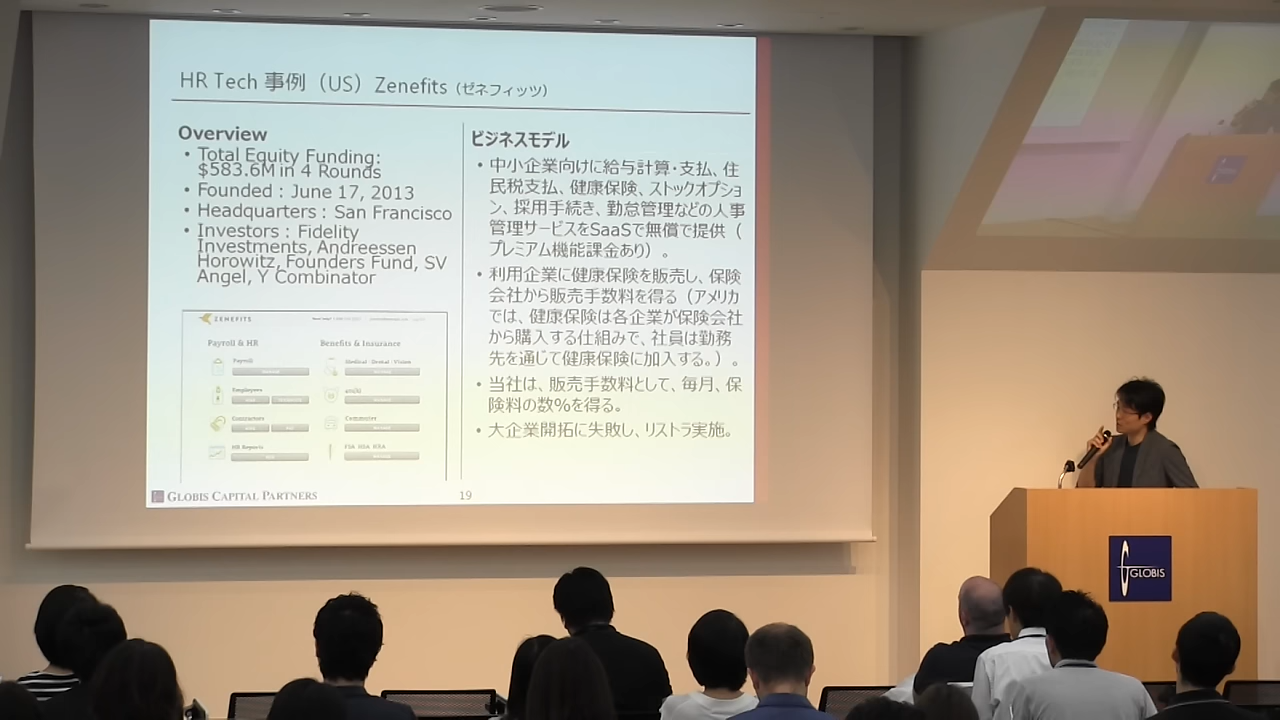 HR Tech 事例（US）Zenefits（ゼネフィッツ）
Overview
• Total Equity Funding:
$583.6M in 4 Rounds
• Founded : June 17, 2013
• Headquarters : San Francisco
• Investors : Fidelity
Investments, Andreessen
Horowitz, Founders Fund, SV
Angel, Y Combinator
ZENEFITS
Payroll & HR
Benefits & Insurance
Payroll
Medical Dental Vision
Employees
Contractors
Commuter
HR Reports
FSA HSA HRA
ビジネスモデル
• 中小企業向けに給与計算・支払、住
民税支払、健康保険、ストックオプショ
ン、採用手続き、勤怠管理などの人事
管理サービスをSaaSで無償で提供（
プレミアム機能課金あり）。
• 利用企業に健康保険を販売し、保険
会社から販売手数料を得る（アメリカ
では、健康保険は各企業が保険会社
から購入する仕組みで、社員は勤務
先を通じて健康保険に加入する。）。
• 当社は、販売手数料として、毎月、保
険料の数%を得る。
• 大企業開拓に失敗し、リストラ実施。
GLOBIS CAPITAL PARTNERS
19
GLOBIS